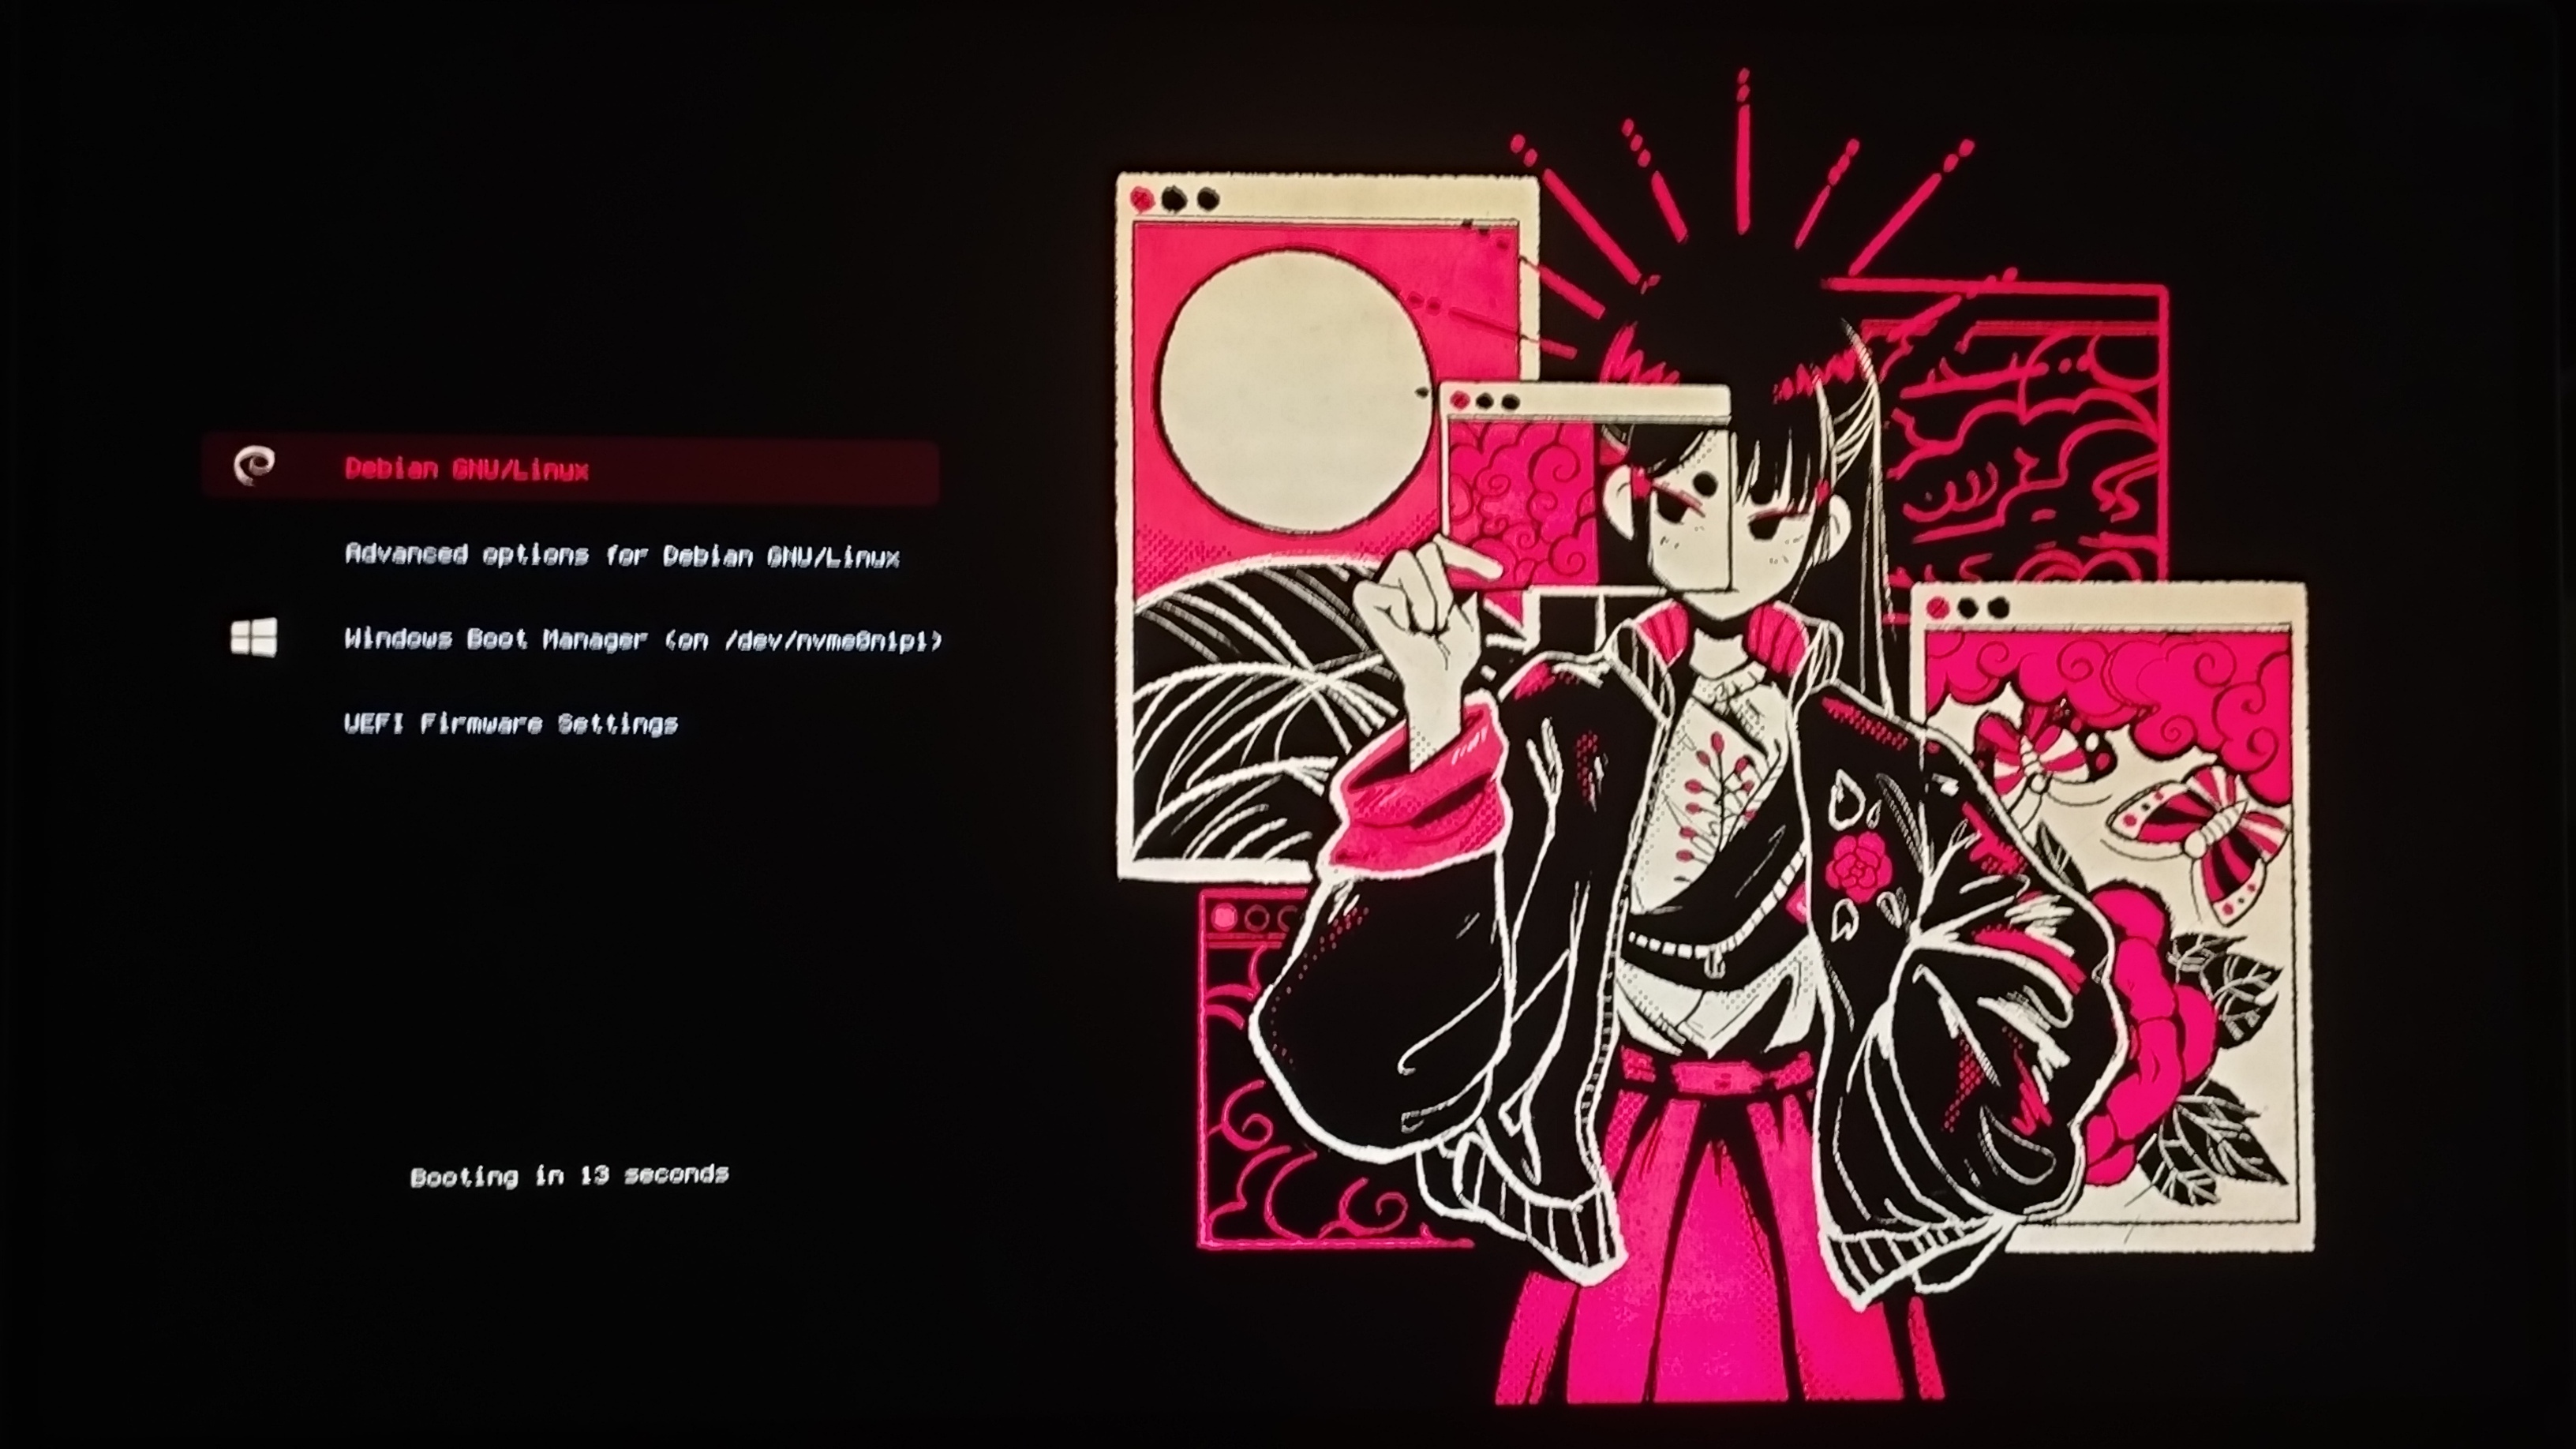 Debian GNU/Linux
Advanced options for Debian GNU/Linux
Windows Boot Manager (on /dev/nvme0n1p1)
UEFI Firmware Settings
Booting in 13 seconds